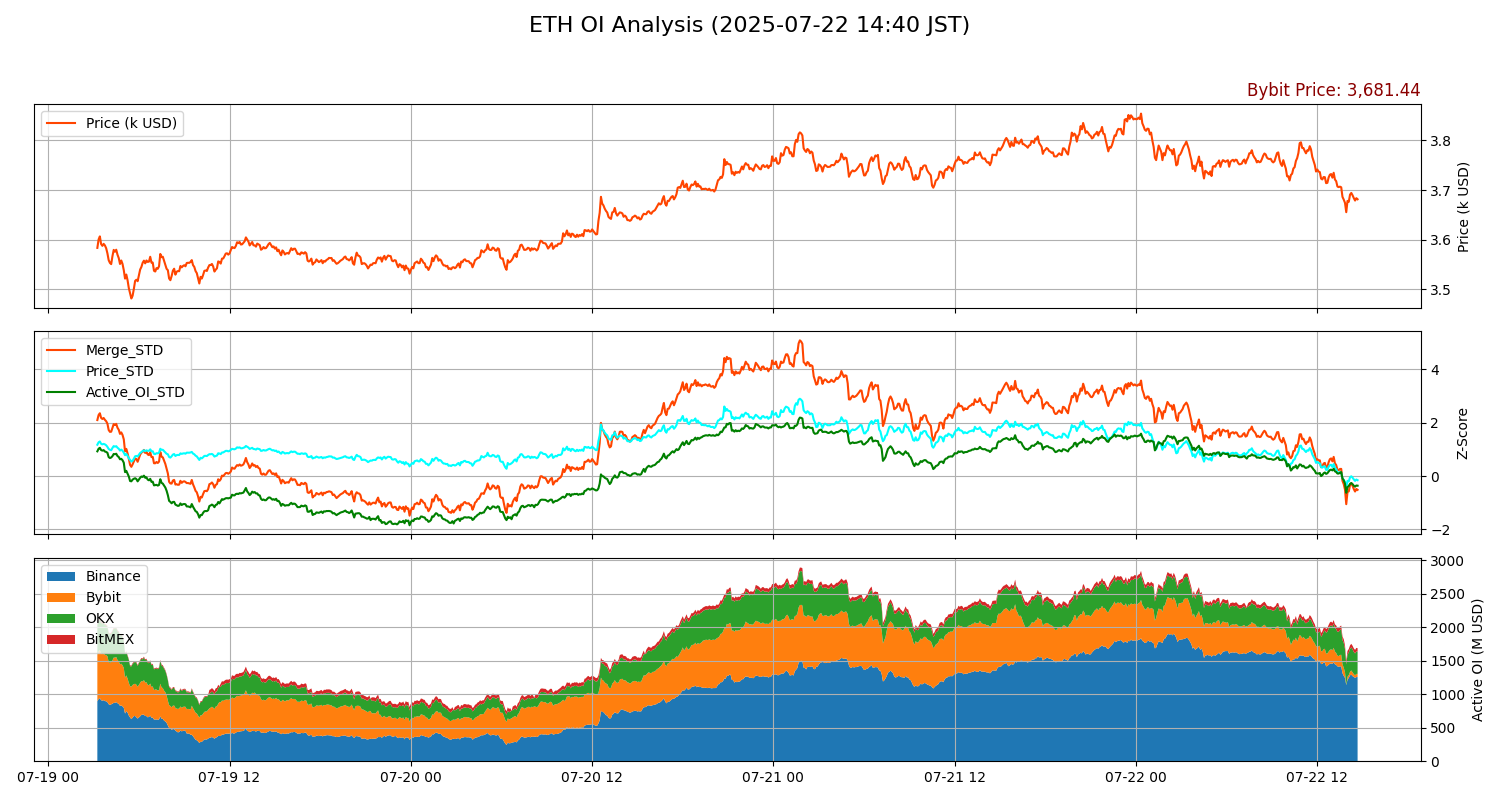 ETH OI Analysis (2025-07-22 14:40 JST)
Bybit Price: 3,681.44
Price (k USD)
3.8
3.7
3.6
3.5
Price (k USD)
Merge_STD
Price_STD
Active_OI_STD
4
2
0
−2
Z-Score
Binance
Bybit
OKX
BitMEX
3000
2500
2000
1500
1000
500
0
Active OI (M USD)
07-19 00
07-19 12
07-20 00
07-20 12
07-21 00
07-21 12
07-22 00
07-22 12